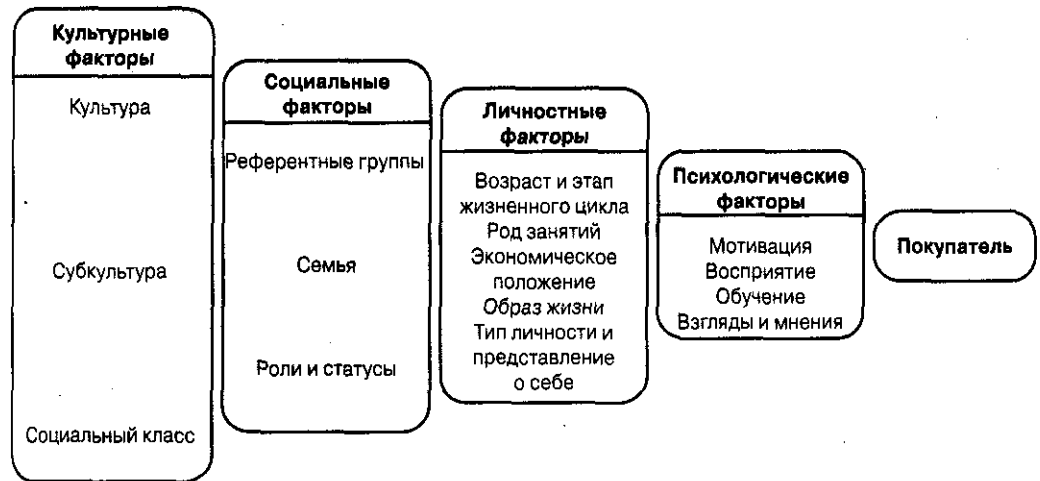 Культурные
факторы
Культура
Субкультура
Социальный класс
Социальные
факторы
Референтные группы
Семья
Роли и статусы
Личностные
факторы
Возраст и этап
жизненного цикла
Род занятий
Экономическое
положение
Образ жизни
Тип личности и
представление
о себе
Психологические
факторы
Мотивация
Восприятие
Обучение
Взгляды и мнения
Покупатель